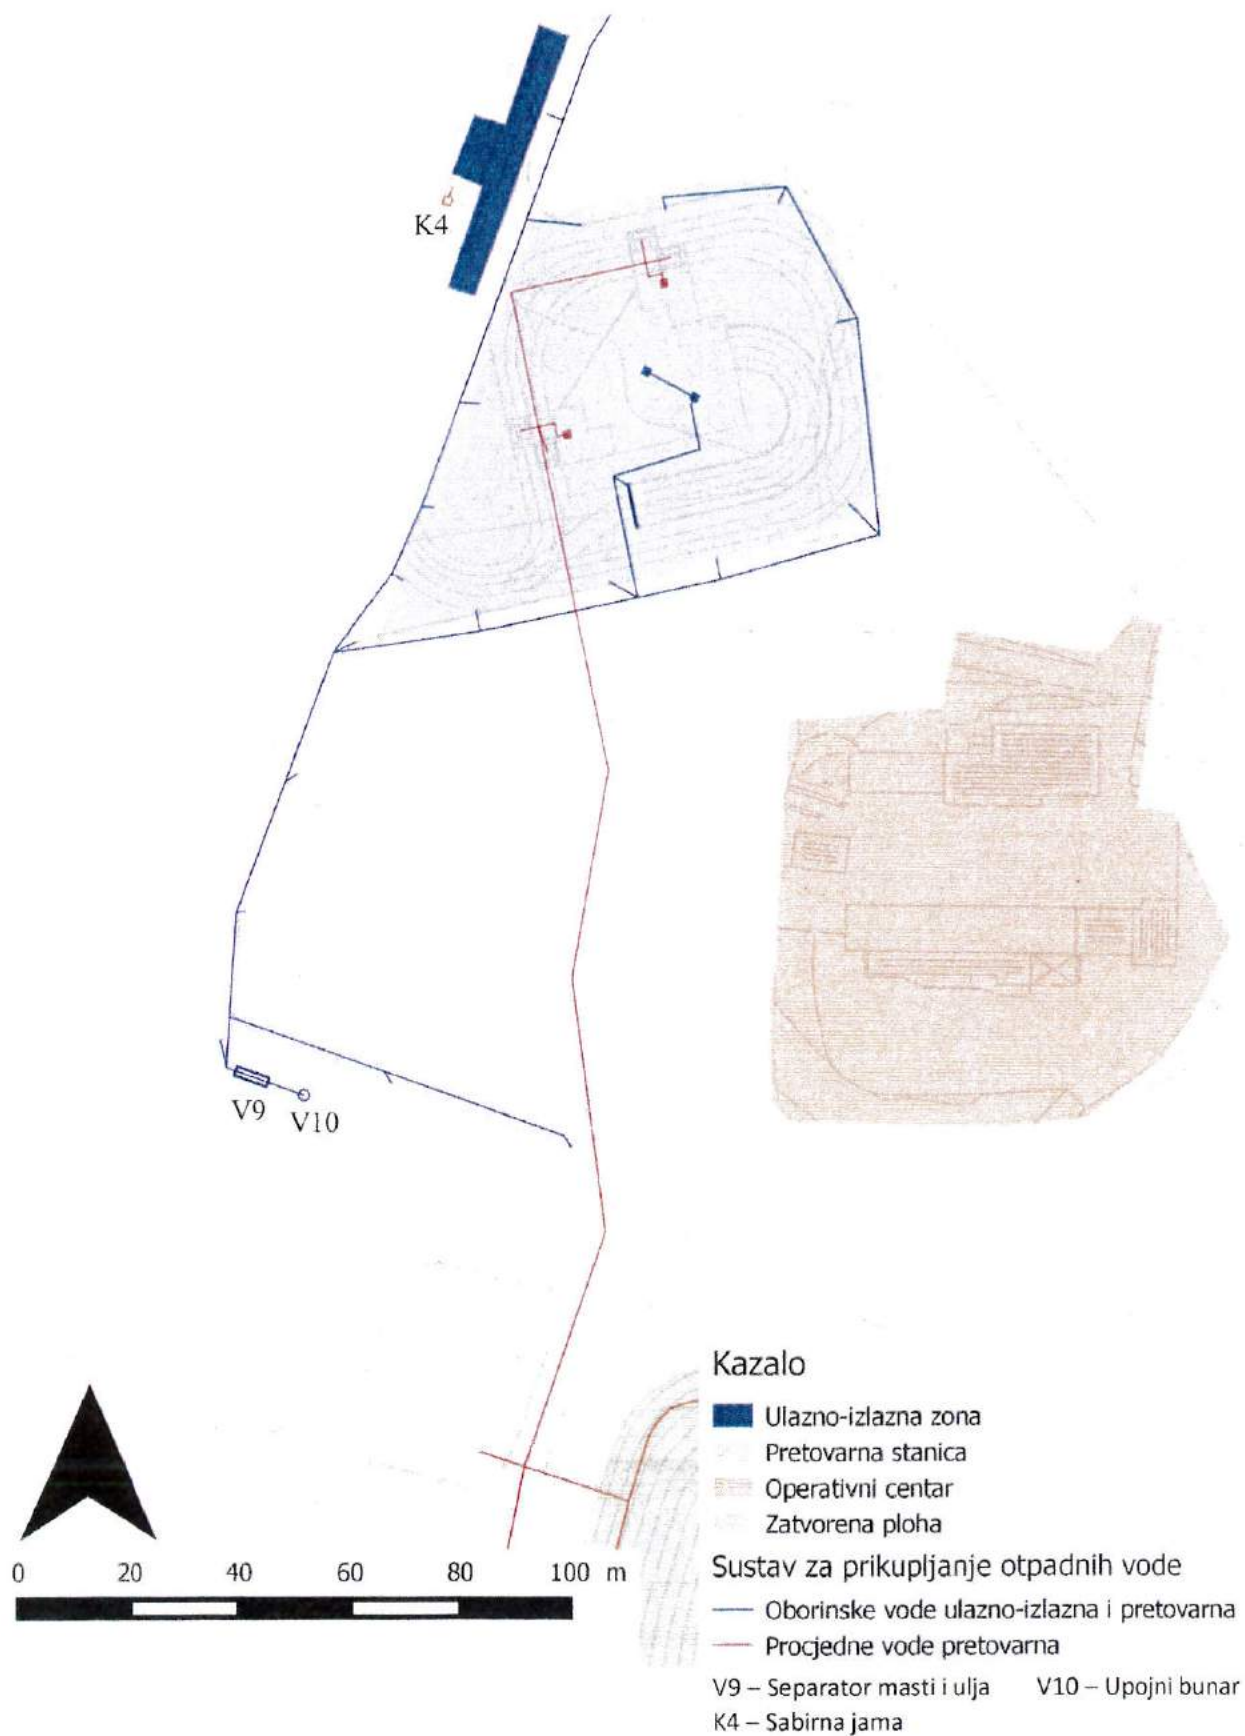 K4
V9
V10
Kazalo
Ulazno-izlazna zona
Pretovarna stanica
Operativni centar
Zatvorena ploha
0 20 40 60 80 100 m
Sustav za prikupljanje otpadnih vode
Oborinske vode ulazno-izlazna i pretovarna
Procjedne vode pretovarna
V9 – Separator masti i ulja V10 – Upojni bunar
K4 – Sabirna jama